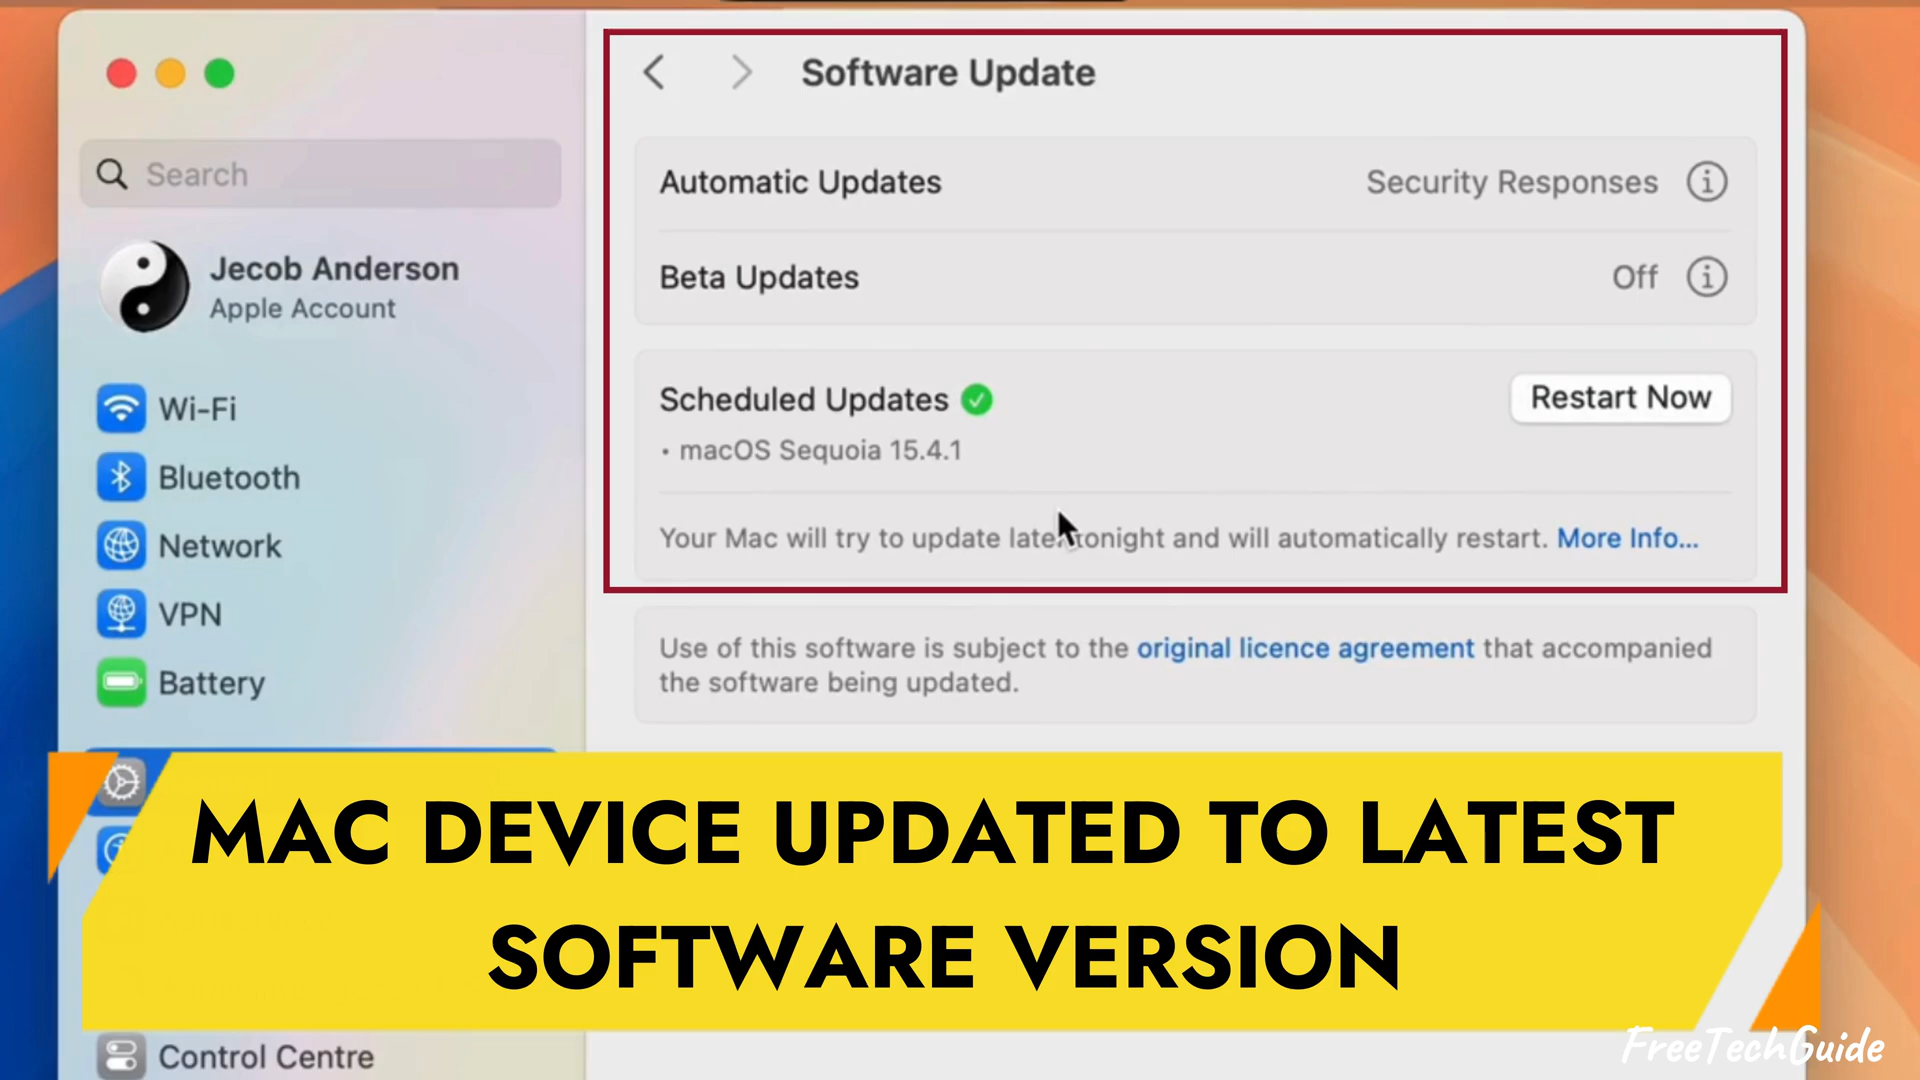 Search
Jecob Anderson
Apple Account
Wi-Fi
Bluetooth
Network
VPN
Battery
Control Centre
Software Update
Automatic Updates Security Responses
Beta Updates Off
Scheduled Updates Restart Now
• macOS Sequoia 15.4.1
Your Mac will try to update later tonight and will automatically restart. More Info...
Use of this software is subject to the original licence agreement that accompanied
the software being updated.
MAC DEVICE UPDATED TO LATEST
SOFTWARE VERSION
FreeTechGuide